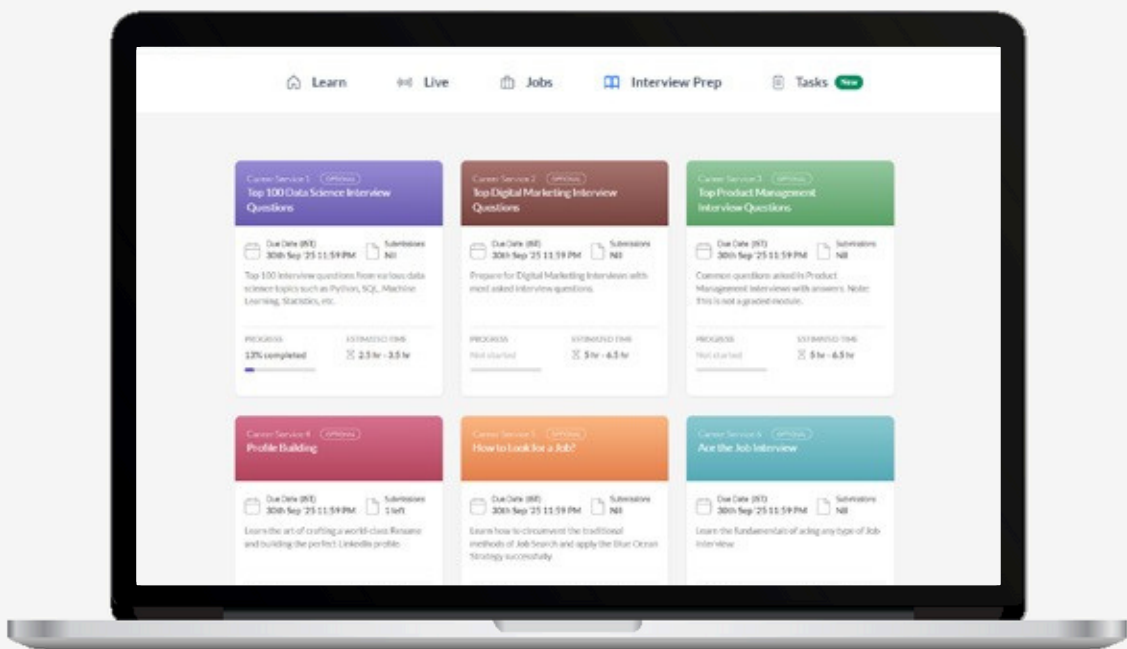 Learn Live Jobs Interview Prep Tasks New
Career Service 1 OPTIONAL
Top 100 Data Science Interview
Questions
Due Date (IST)
30th Sep '25 11:59 PM
Submissions
Nil
Top 100 interview questions from various data
science topics such as Python, SQL, Machine
Learning, Statistics, etc.
PROGRESS
13% completed
ESTIMATED TIME
2.5 hr - 3.5 hr
Career Service 2 OPTIONAL
Top Digital Marketing Interview
Questions
Due Date (IST)
30th Sep '25 11:59 PM
Submissions
Nil
Prepare for Digital Marketing Interviews with
most asked interview questions.
PROGRESS
Not started
ESTIMATED TIME
5 hr - 6.5 hr
Career Service 3 OPTIONAL
Top Product Management
Interview Questions
Due Date (IST)
30th Sep '25 11:59 PM
Submissions
Nil
Common questions asked in Product
Management Interviews with answers. Note:
This is not a graded module.
PROGRESS
Not started
ESTIMATED TIME
5 hr - 6.5 hr
Career Service 4 OPTIONAL
Profile Building
Due Date (IST)
30th Sep '25 11:59 PM
Submissions
1 left
Learn the art of crafting a world-class Resume
and building the perfect LinkedIn profile.
Career Service 5 OPTIONAL
How to Look for a Job?
Due Date (IST)
30th Sep '25 11:59 PM
Submissions
Nil
Learn how to circumvent the traditional
methods of Job Search and apply the Blue Ocean
Strategy successfully
Career Service 6 OPTIONAL
Ace the Job Interview
Due Date (IST)
30th Sep '25 11:59 PM
Submissions
Nil
Learn the fundamentals of acing any type of Job
interview